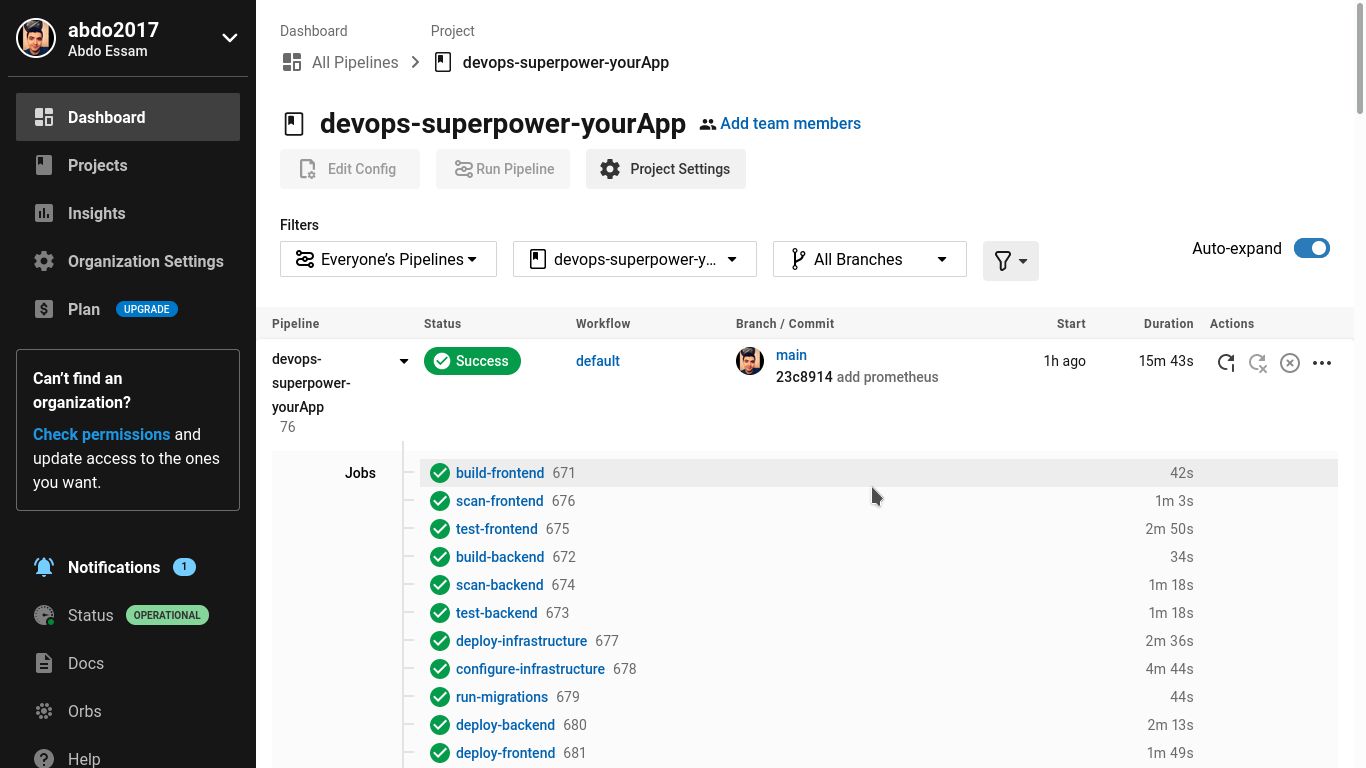 abdo2017
Abdo Essam
Dashboard
Projects
Insights
Organization Settings
Plan UPGRADE
Can't find an
organization?
Check permissions and
update access to the ones
you want.
Notifications 1
Status OPERATIONAL
Docs
Orbs
Help
Dashboard Project
All Pipelines devops-superpower-yourApp
devops-superpower-yourApp Add team members
Edit Config Run Pipeline Project Settings
Filters
Everyone's Pipelines devops-superpower-y... All Branches Auto-expand
Pipeline Status Workflow Branch / Commit Start Duration Actions
devops-
superpower-
yourApp
76
Success default main 1h ago 15m 43s
23c8914 add prometheus
Jobs build-frontend 671 42s
scan-frontend 676 1m 3s
test-frontend 675 2m 50s
build-backend 672 34s
scan-backend 674 1m 18s
test-backend 673 1m 18s
deploy-infrastructure 677 2m 36s
configure-infrastructure 678 4m 44s
run-migrations 679 44s
deploy-backend 680 2m 13s
deploy-frontend 681 1m 49s